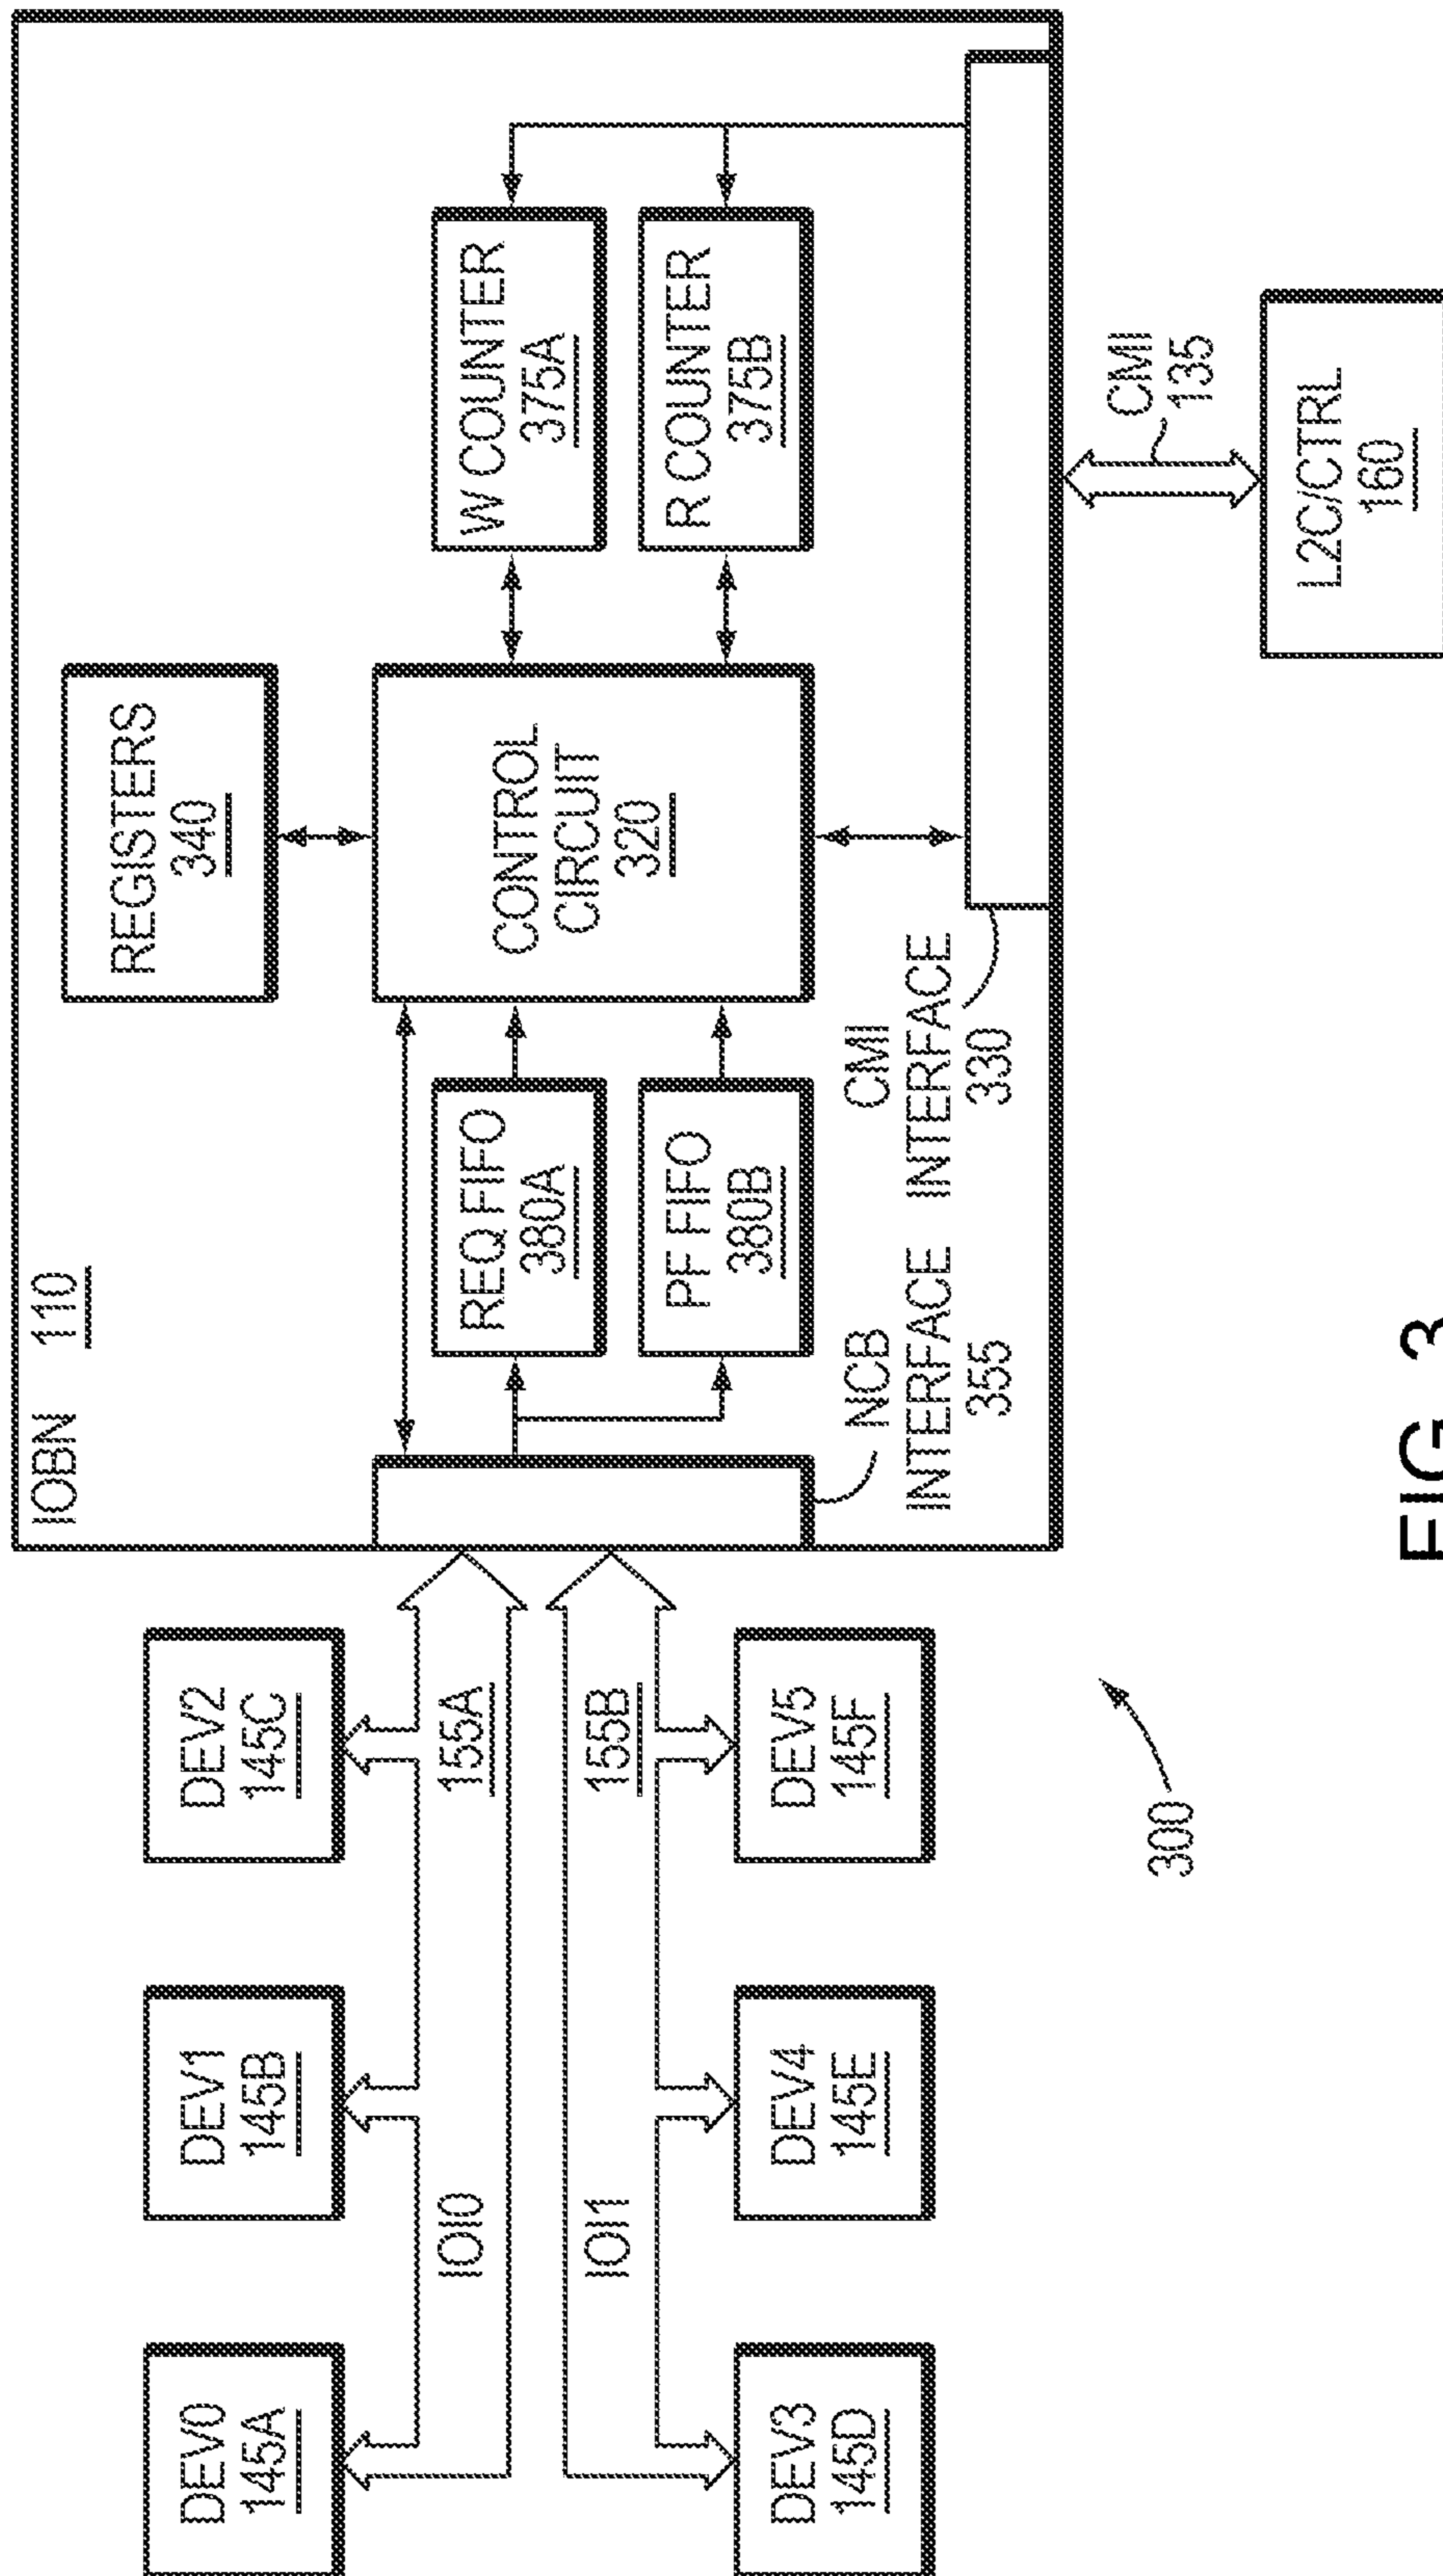 IOBN 110
REGISTERS
340
DEV0
145A
DEV1
145B
DEV2
145C
IOI0
155A
IOI1
155B
DEV3
145D
DEV4
145E
DEV5
145F
REQ FIFO
380A
PF FIFO
380B
CONTROL
CIRCUIT
320
W COUNTER
375A
R COUNTER
375B
NCB
INTERFACE
355
CMI
INTERFACE
330
CMI
135
L2C/CTRL
160
300
FIG. 3